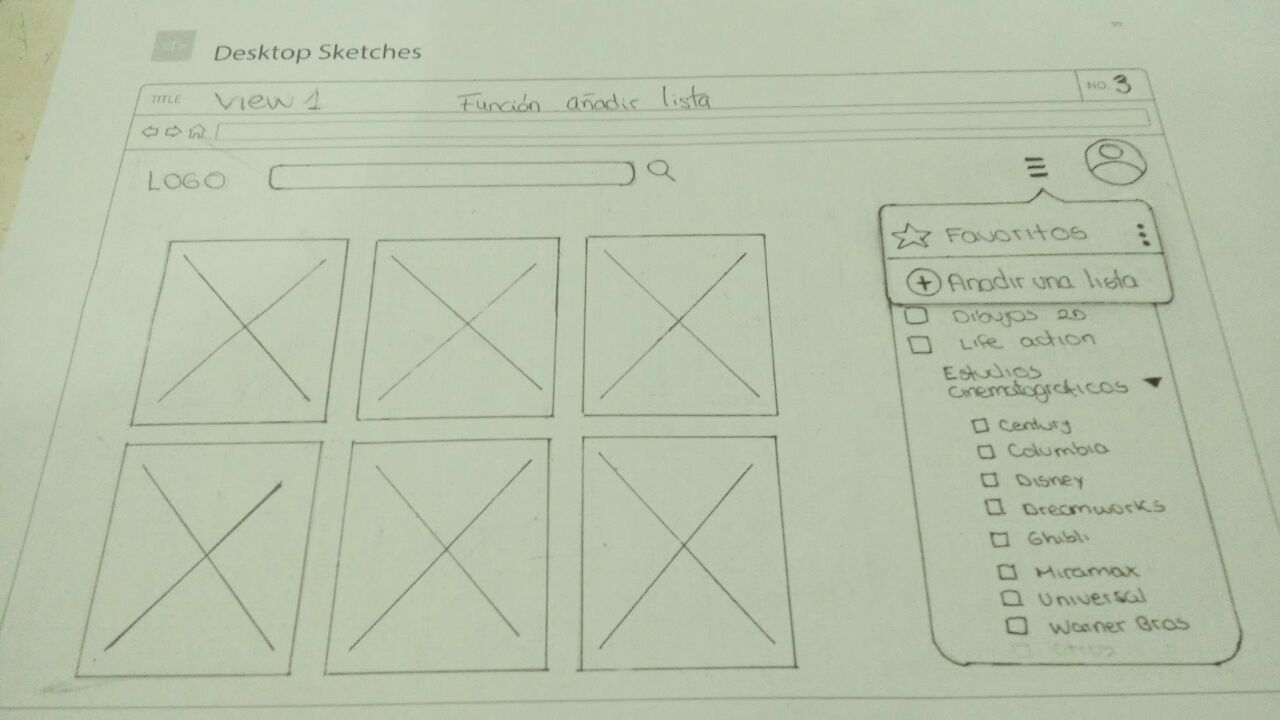 Desktop Sketches
TITLE View 1 Función añadir lista NO. 3
LOGO
Favoritos
Añadir una lista
Dibujos 2D
Life action
Estudios
cinematográficos
Century
Columbia
Disney
Dreamworks
Ghibli
Miramax
Universal
Warner Bros
Otros